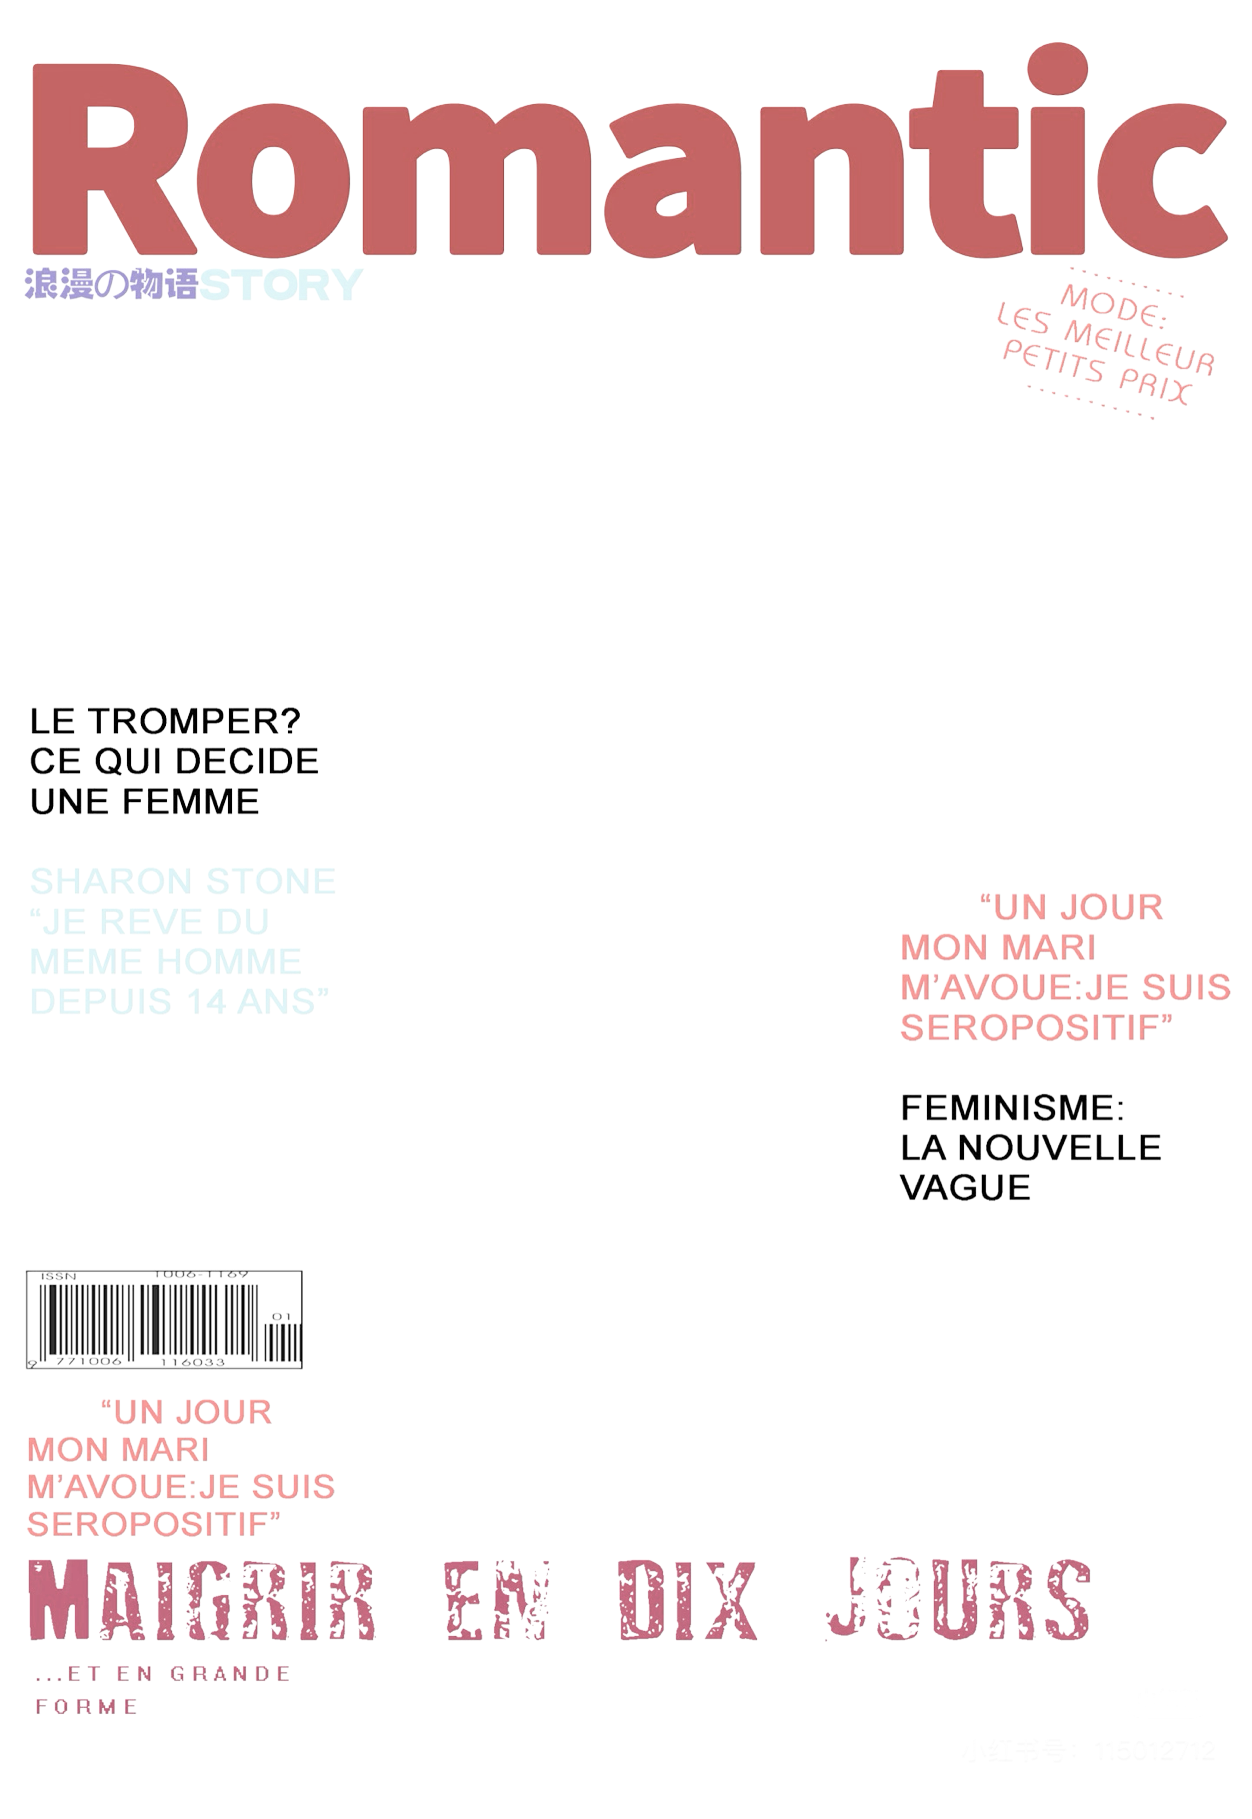 Romantic
浪漫の物语STORY
MODE:
LES MEILLEUR
PETITS PRIX
LE TROMPER?
CE QUI DECIDE
UNE FEMME
SHARON STONE
“JE REVE DU
MEME HOMME
DEPUIS 14 ANS”
“UN JOUR
MON MARI
M’AVOUE:JE SUIS
SEROPOSITIF”
FEMINISME:
LA NOUVELLE
VAGUE
ISSN 1006-1169
01
9 771006 116033
“UN JOUR
MON MARI
M’AVOUE:JE SUIS
SEROPOSITIF”
MAIGRIR EN DIX JOURS
...ET EN GRANDE
FORME